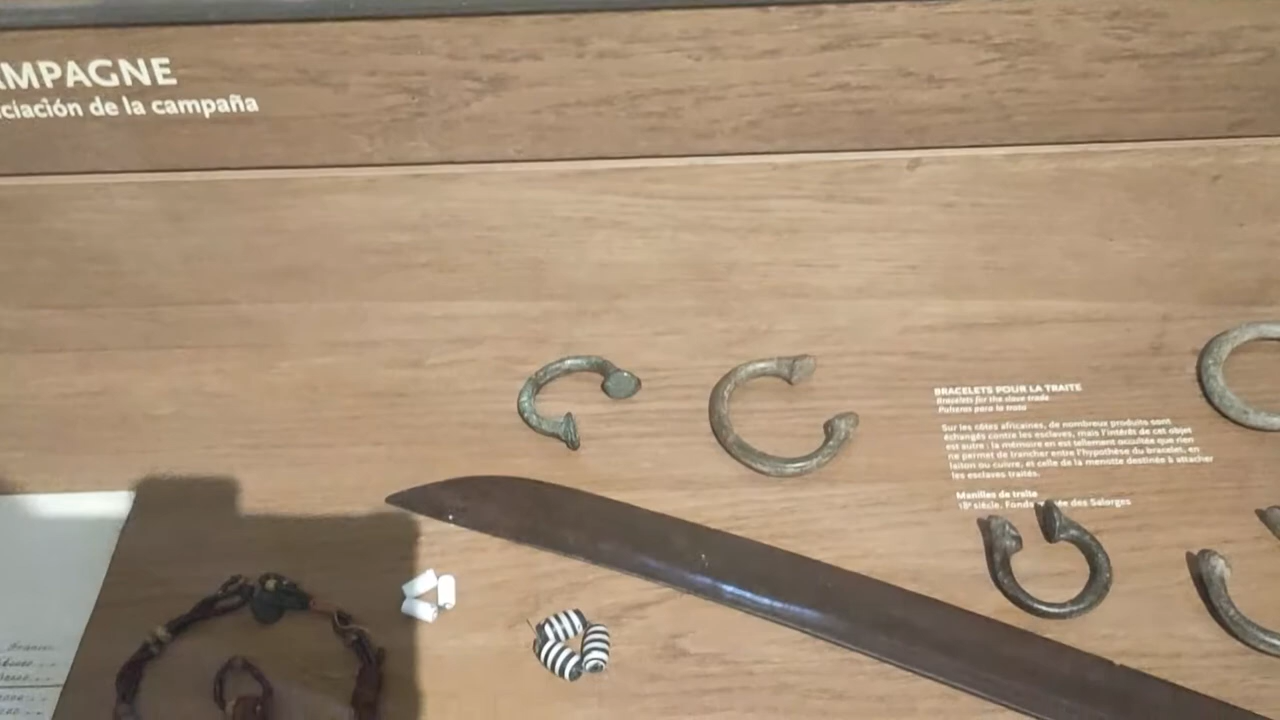 MPAGNE
ciación de la campaña
BRACELETS POUR LA TRAITE
Bracelets for the slave trade
Pulseras para la trata
Sur les côtes africaines, de nombreux produits sont
échangés contre les esclaves, mais l'intérêt de cet objet
est autre : la mémoire en est tellement occultée que rien
ne permet de trancher entre l'hypothèse du bracelet, en
laiton ou cuivre, et celle de la menotte destinée à attacher
les esclaves traités.
Manilles de traite
18e siècle. Fonds ée des Salorges